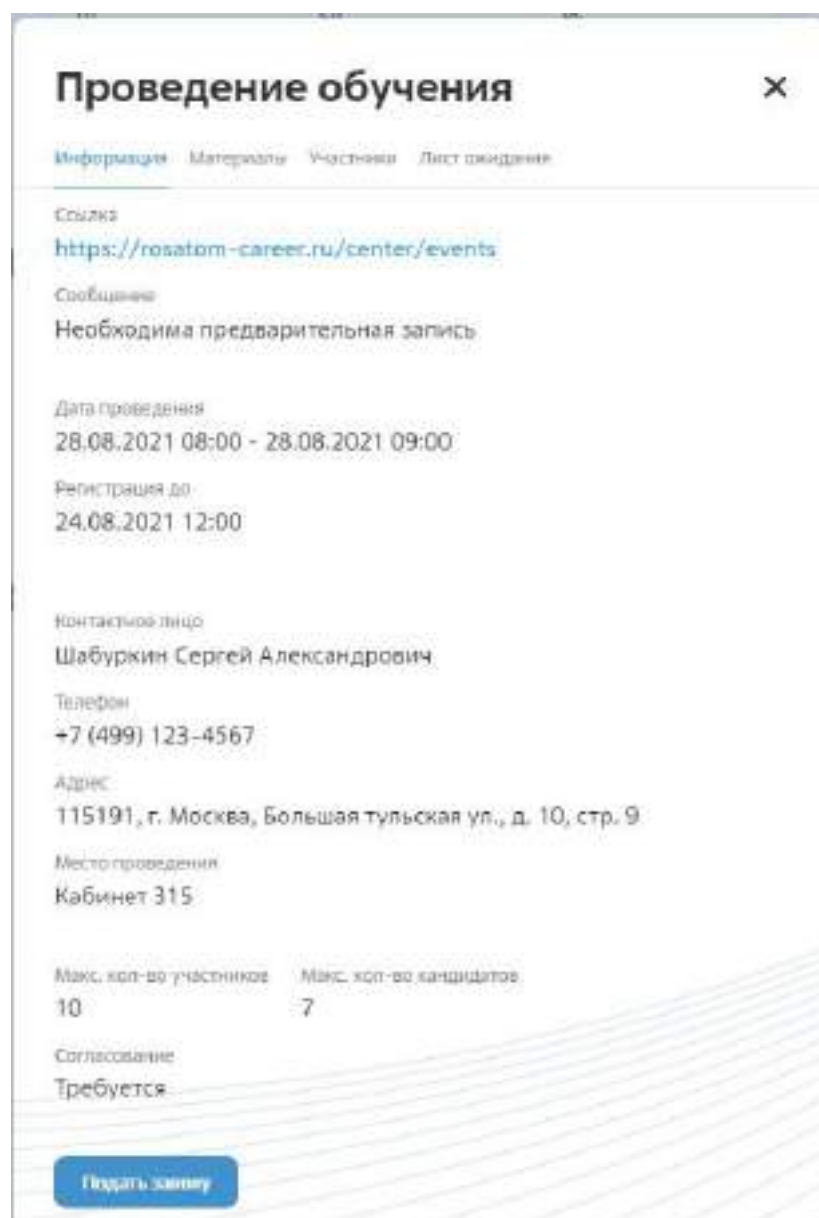 Проведение обучения
Информация Материалы Участники Лист ожидания
Ссылка
https://rosatom-career.ru/center/events
Сообщение
Необходима предварительная запись
Дата проведения
28.08.2021 08:00 - 28.08.2021 09:00
Регистрация до
24.08.2021 12:00
Контактное лицо
Шабуркин Сергей Александрович
Телефон
+7 (499) 123-4567
Адрес
115191, г. Москва, Большая тульская ул., д. 10, стр. 9
Место проведения
Кабинет 315
Макс. кол-во участников Макс. кол-во кандидатов
10 7
Согласование
Требуется
Подать заявку